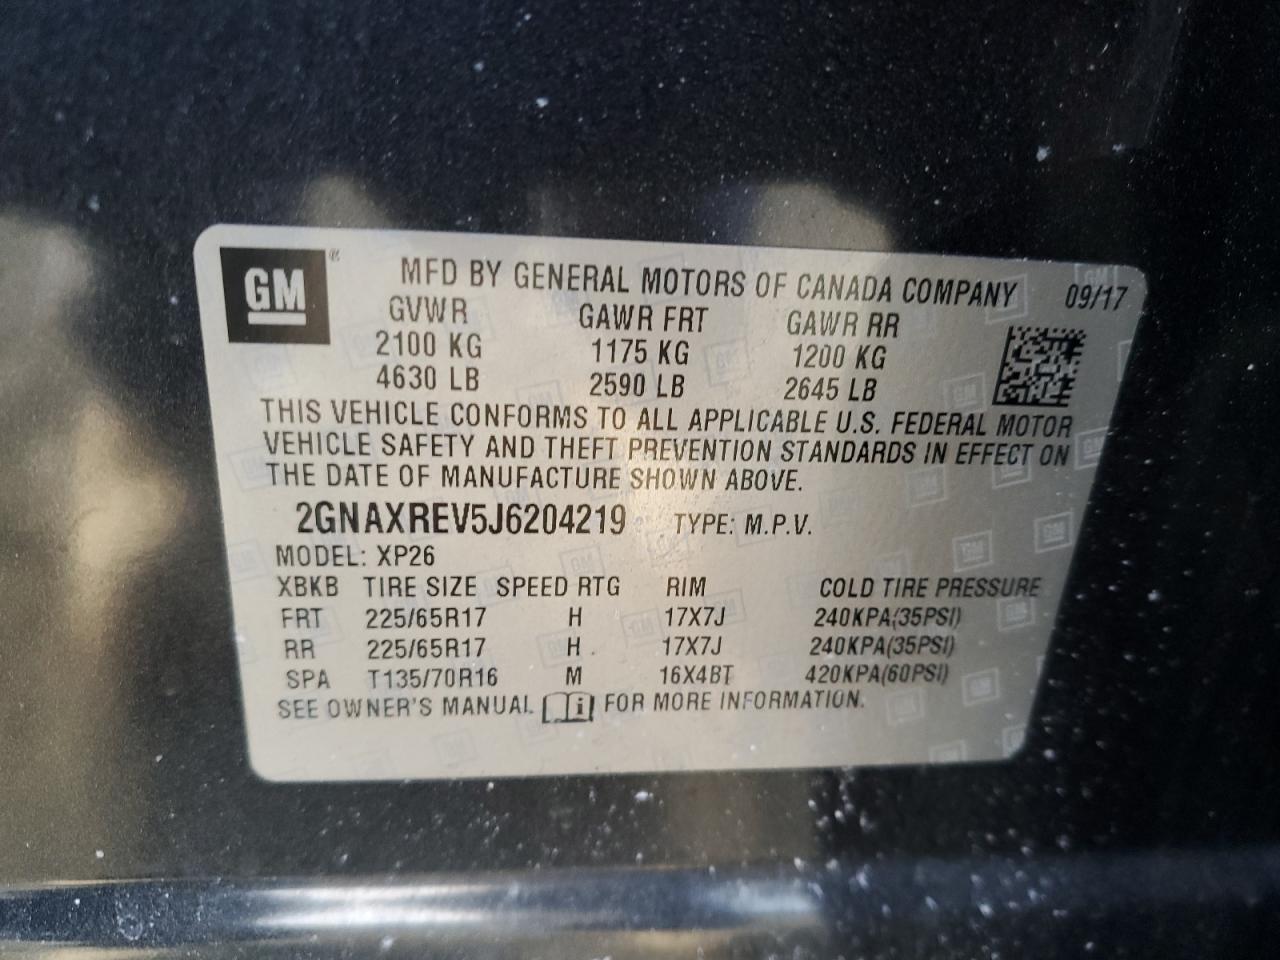 GM® MFD BY GENERAL MOTORS OF CANADA COMPANY 09/17
GVWR GAWR FRT GAWR RR
2100 KG 1175 KG 1200 KG
4630 LB 2590 LB 2645 LB
THIS VEHICLE CONFORMS TO ALL APPLICABLE U.S. FEDERAL MOTOR
VEHICLE SAFETY AND THEFT PREVENTION STANDARDS IN EFFECT ON
THE DATE OF MANUFACTURE SHOWN ABOVE.
2GNAXREV5J6204219 TYPE: M.P.V.
MODEL: XP26
XBKB TIRE SIZE SPEED RTG RIM COLD TIRE PRESSURE
FRT 225/65R17 H 17X7J 240KPA(35PSI)
RR 225/65R17 H 17X7J 240KPA(35PSI)
SPA T135/70R16 M 16X4BT 420KPA(60PSI)
SEE OWNER'S MANUAL i FOR MORE INFORMATION.